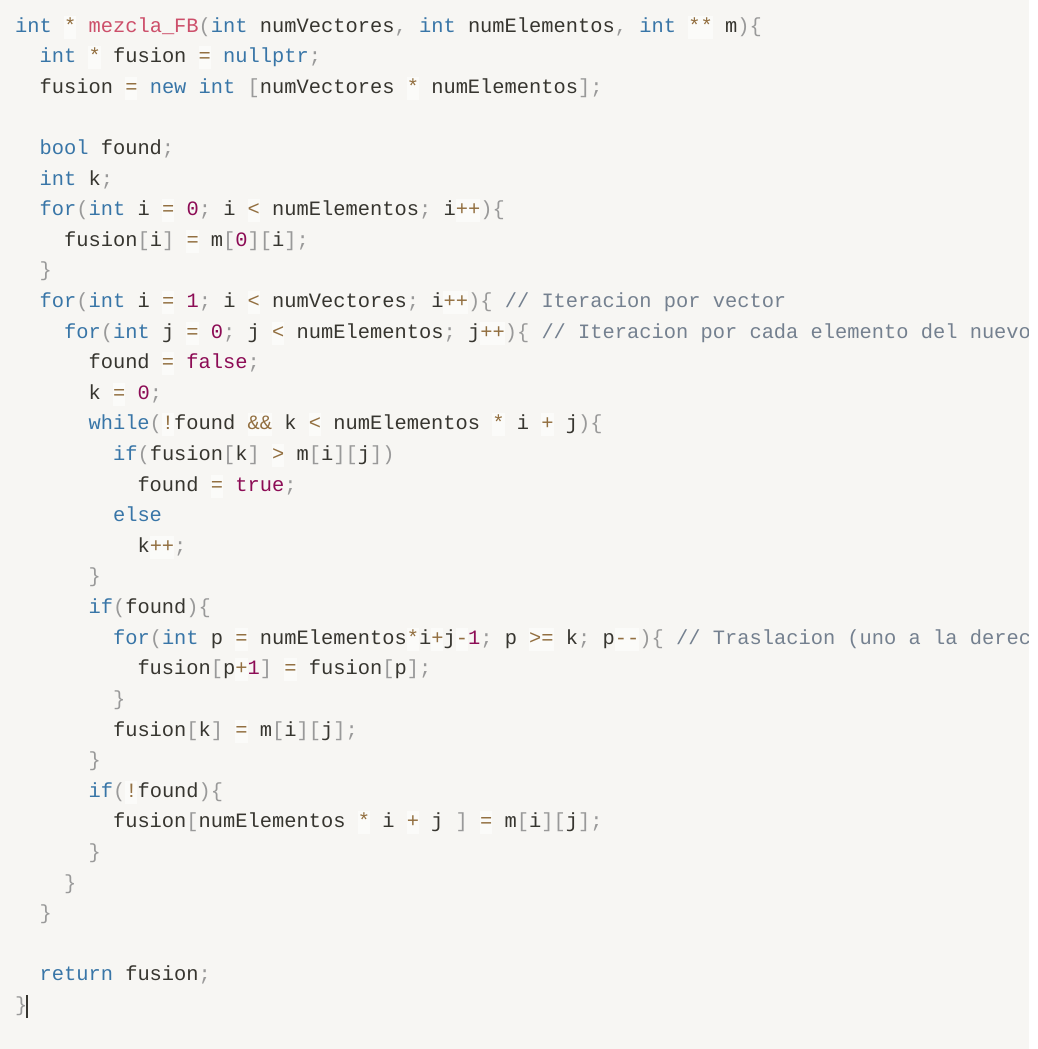 int * mezcla_FB(int numVectores, int numElementos, int ** m){
  int * fusion = nullptr;
  fusion = new int [numVectores * numElementos];

  bool found;
  int k;
  for(int i = 0; i < numElementos; i++){
    fusion[i] = m[0][i];
  }
  for(int i = 1; i < numVectores; i++){ // Iteracion por vector
    for(int j = 0; j < numElementos; j++){ // Iteracion por cada elemento del nuevo
      found = false;
      k = 0;
      while(!found && k < numElementos * i + j){
        if(fusion[k] > m[i][j])
          found = true;
        else
          k++;
      }
      if(found){
        for(int p = numElementos*i+j-1; p >= k; p--){ // Traslacion (uno a la derec
          fusion[p+1] = fusion[p];
        }
        fusion[k] = m[i][j];
      }
      if(!found){
        fusion[numElementos * i + j ] = m[i][j];
      }
    }
  }

  return fusion;
}